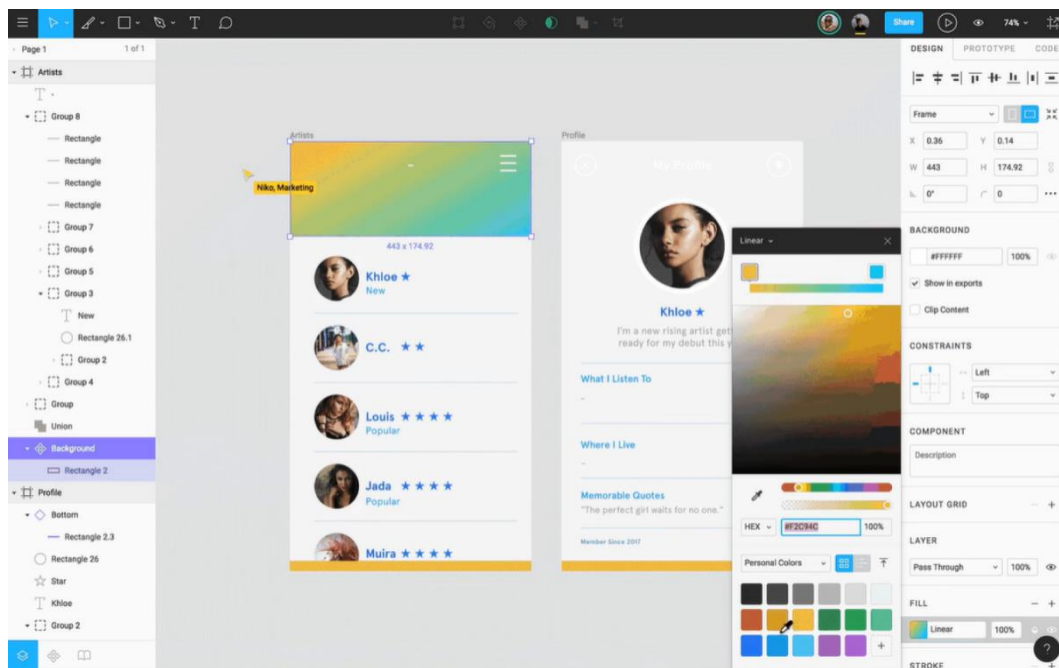 Share
74%
Page 1
1 of 1
Artists
Group 8
Rectangle
Rectangle
Rectangle
Rectangle
Group 7
Group 6
Group 5
Group 3
New
Rectangle 26.1
Group 2
Group 4
Group
Union
Background
Rectangle 2
Profile
Bottom
Rectangle 2.3
Rectangle 26
Star
Khloe
Group 2
Artists
Niko, Marketing
443 x 174.92
Khloe ★
New
C.C. ★ ★
Louis ★ ★ ★ ★
Popular
Jada ★ ★ ★ ★
Popular
Muira ★ ★ ★ ★
Profile
My Profile
Khloe ★
I'm a new rising artist get
ready for my debut this y
What I Listen To
-
Where I Live
-
Memorable Quotes
"The perfect girl waits for no one."
Member Since 2017
Linear
HEX
#F2C94C
100%
Personal Colors
DESIGN PROTOTYPE CODE
Frame
X 0.36 Y 0.14
W 443 H 174.92
0° 0
BACKGROUND
#FFFFFF 100%
Show in exports
Clip Content
CONSTRAINTS
Left
Top
COMPONENT
Description
LAYOUT GRID
LAYER
Pass Through 100%
FILL
Linear 100%
STROKE
?